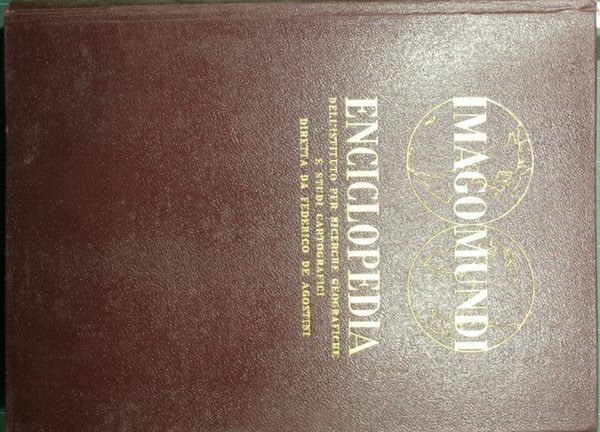 IMAGO MUNDI
ENCICLOPEDIA
DELL'ISTITUTO PER RICERCHE GEOGRAFICHE
E STUDI CARTOGRAFICI
DIRETTA DA FEDERICO DE AGOSTINI